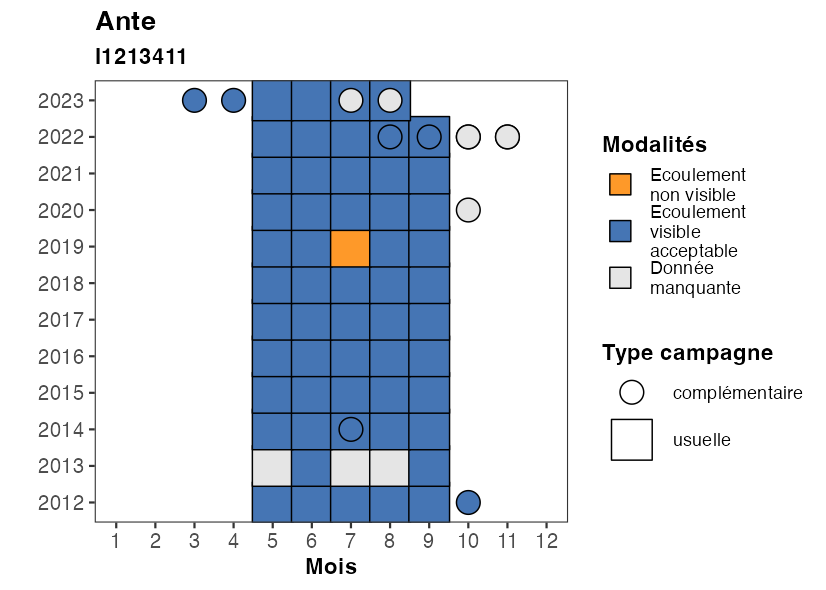 Ante
I1213411
2023
2022
2021
2020
2019
2018
2017
2016
2015
2014
2013
2012
1 2 3 4 5 6 7 8 9 10 11 12
Mois
Modalités
Ecoulement
non visible
Ecoulement
visible
acceptable
Donnée
manquante
Type campagne
complémentaire
usuelle